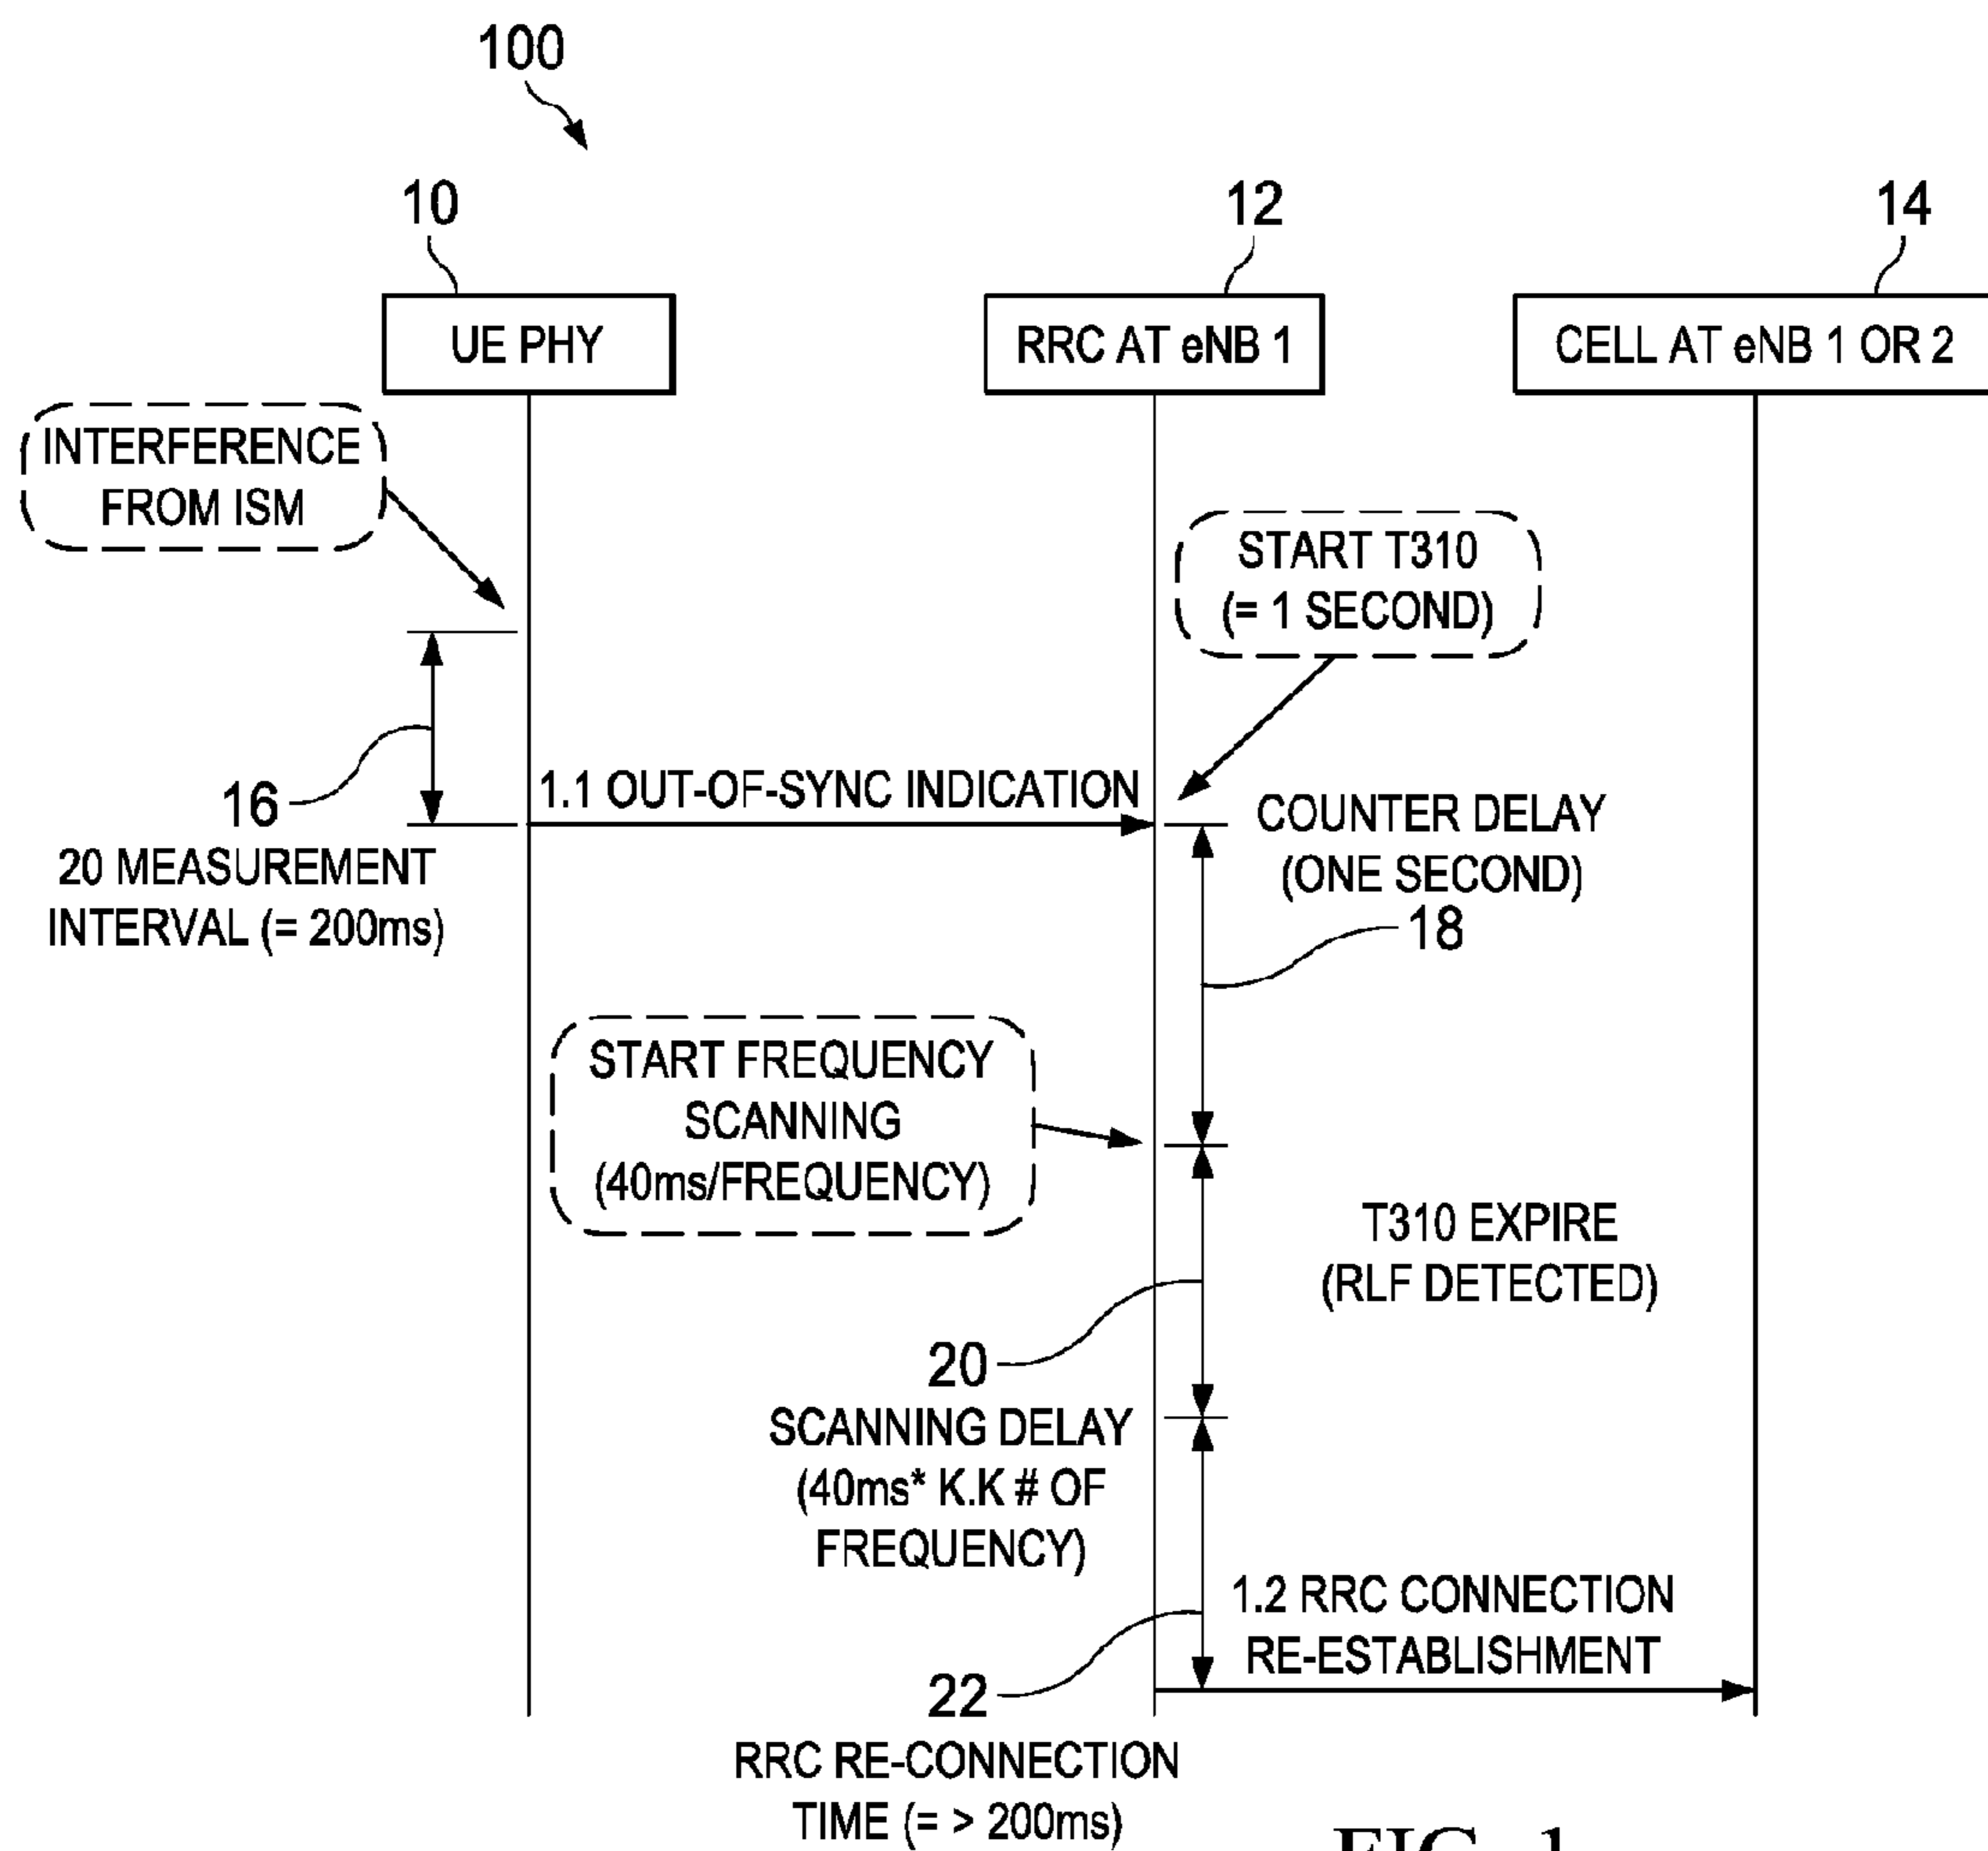 100
10
12
14
UE PHY
RRC AT eNB 1
CELL AT eNB 1 OR 2
INTERFERENCE
FROM ISM
START T310
(= 1 SECOND)
16
20 MEASUREMENT
INTERVAL (= 200ms)
1.1 OUT-OF-SYNC INDICATION
COUNTER DELAY
(ONE SECOND)
18
START FREQUENCY
SCANNING
(40ms/FREQUENCY)
T310 EXPIRE
(RLF DETECTED)
20
SCANNING DELAY
(40ms* K.K # OF
FREQUENCY)
1.2 RRC CONNECTION
RE-ESTABLISHMENT
22
RRC RE-CONNECTION
TIME (= > 200ms)
FIG. 1